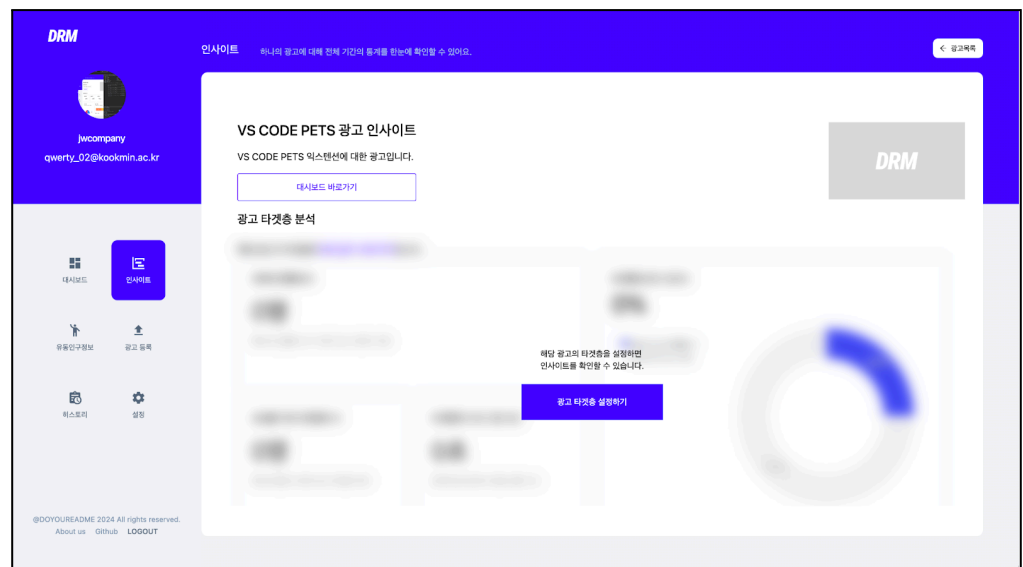 DRM
jwcompany
qwerty_02@kookmin.ac.kr
대시보드
인사이트
유동인구정보
광고 등록
히스토리
설정
@DOYOUREADME 2024 All rights reserved.
About us Github LOGOUT
인사이트 하나의 광고에 대해 전체 기간의 통계를 한눈에 확인할 수 있어요.
← 광고목록
VS CODE PETS 광고 인사이트
VS CODE PETS 익스텐션에 대한 광고입니다.
대시보드 바로가기
DRM
광고 타겟층 분석
해당 광고의 타겟층을 설정하면
인사이트를 확인할 수 있습니다.
광고 타겟층 설정하기